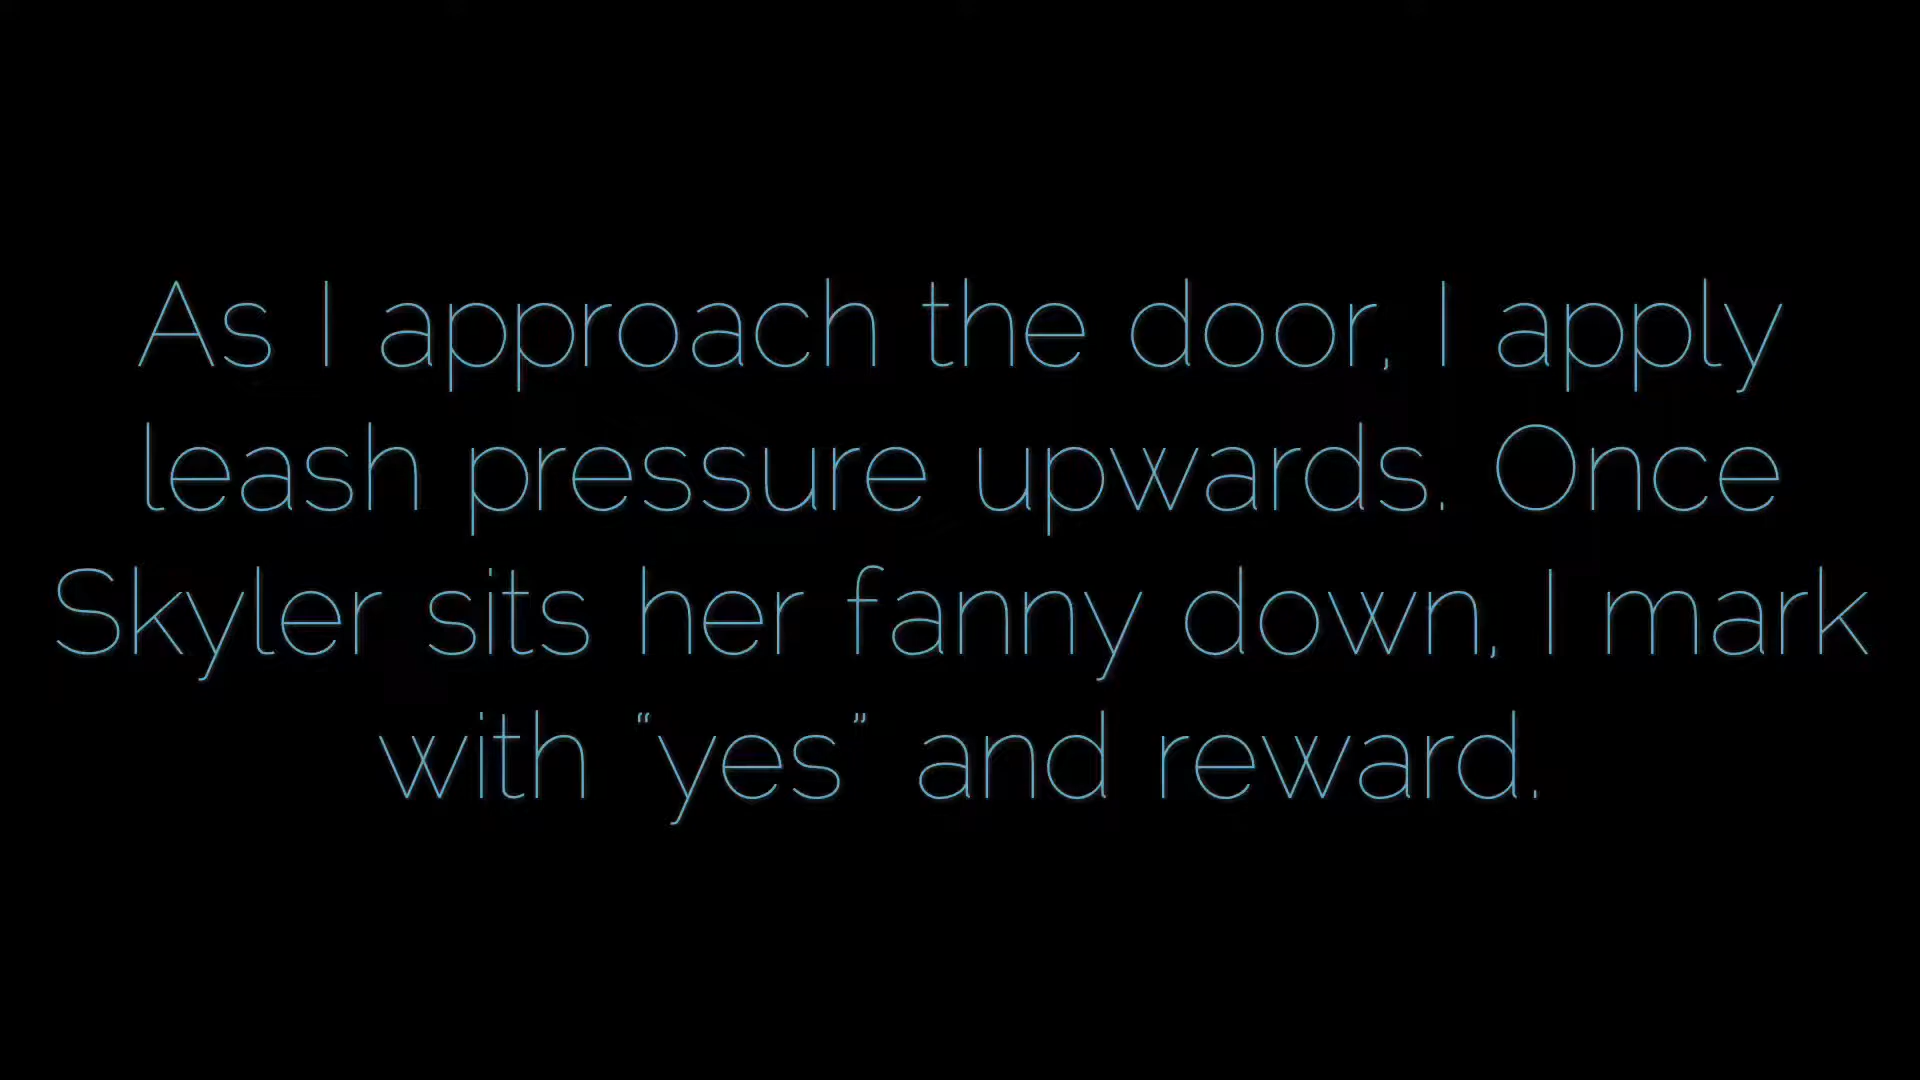 As I approach the door, I apply
leash pressure upwards. Once
Skyler sits her fanny down, I mark
with “yes” and reward.